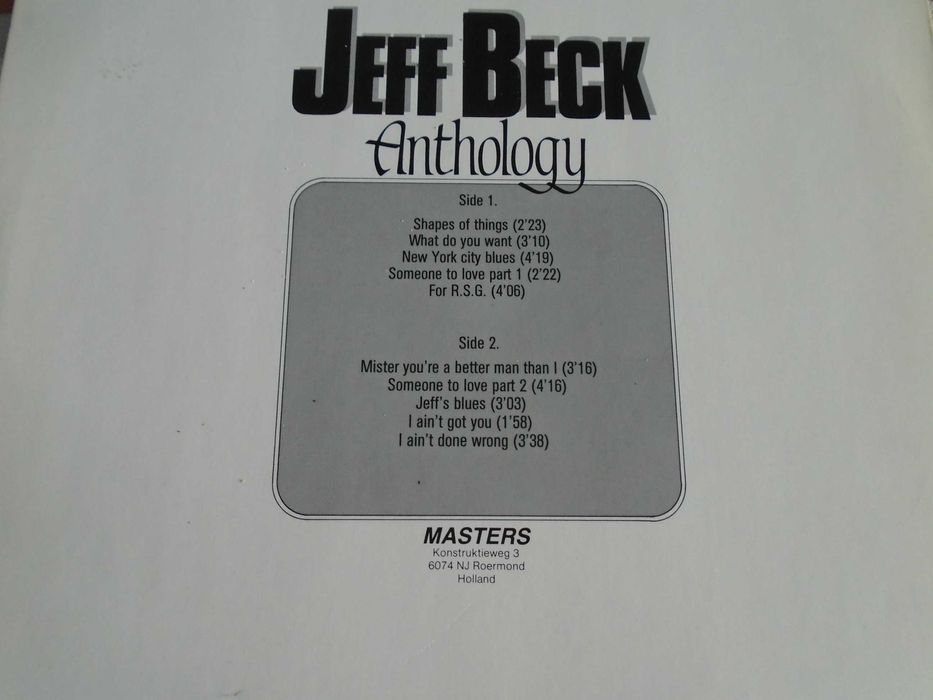 JEFF BECK
Anthology
Side 1.
Shapes of things (2'23)
What do you want (3'10)
New York city blues (4'19)
Someone to love part 1 (2'22)
For R.S.G. (4'06)
Side 2.
Mister you're a better man than I (3'16)
Someone to love part 2 (4'16)
Jeff's blues (3'03)
I ain't got you (1'58)
I ain't done wrong (3'38)
MASTERS
Konstruktieweg 3
6074 NJ Roermond
Holland